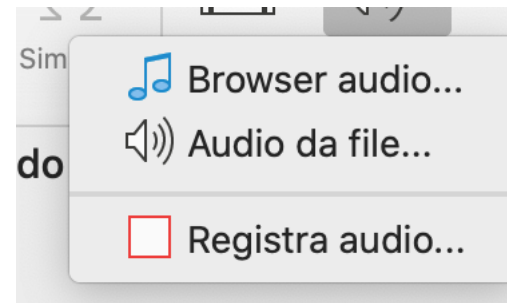 Sim
Browser audio...
Audio da file...
do
Registra audio...